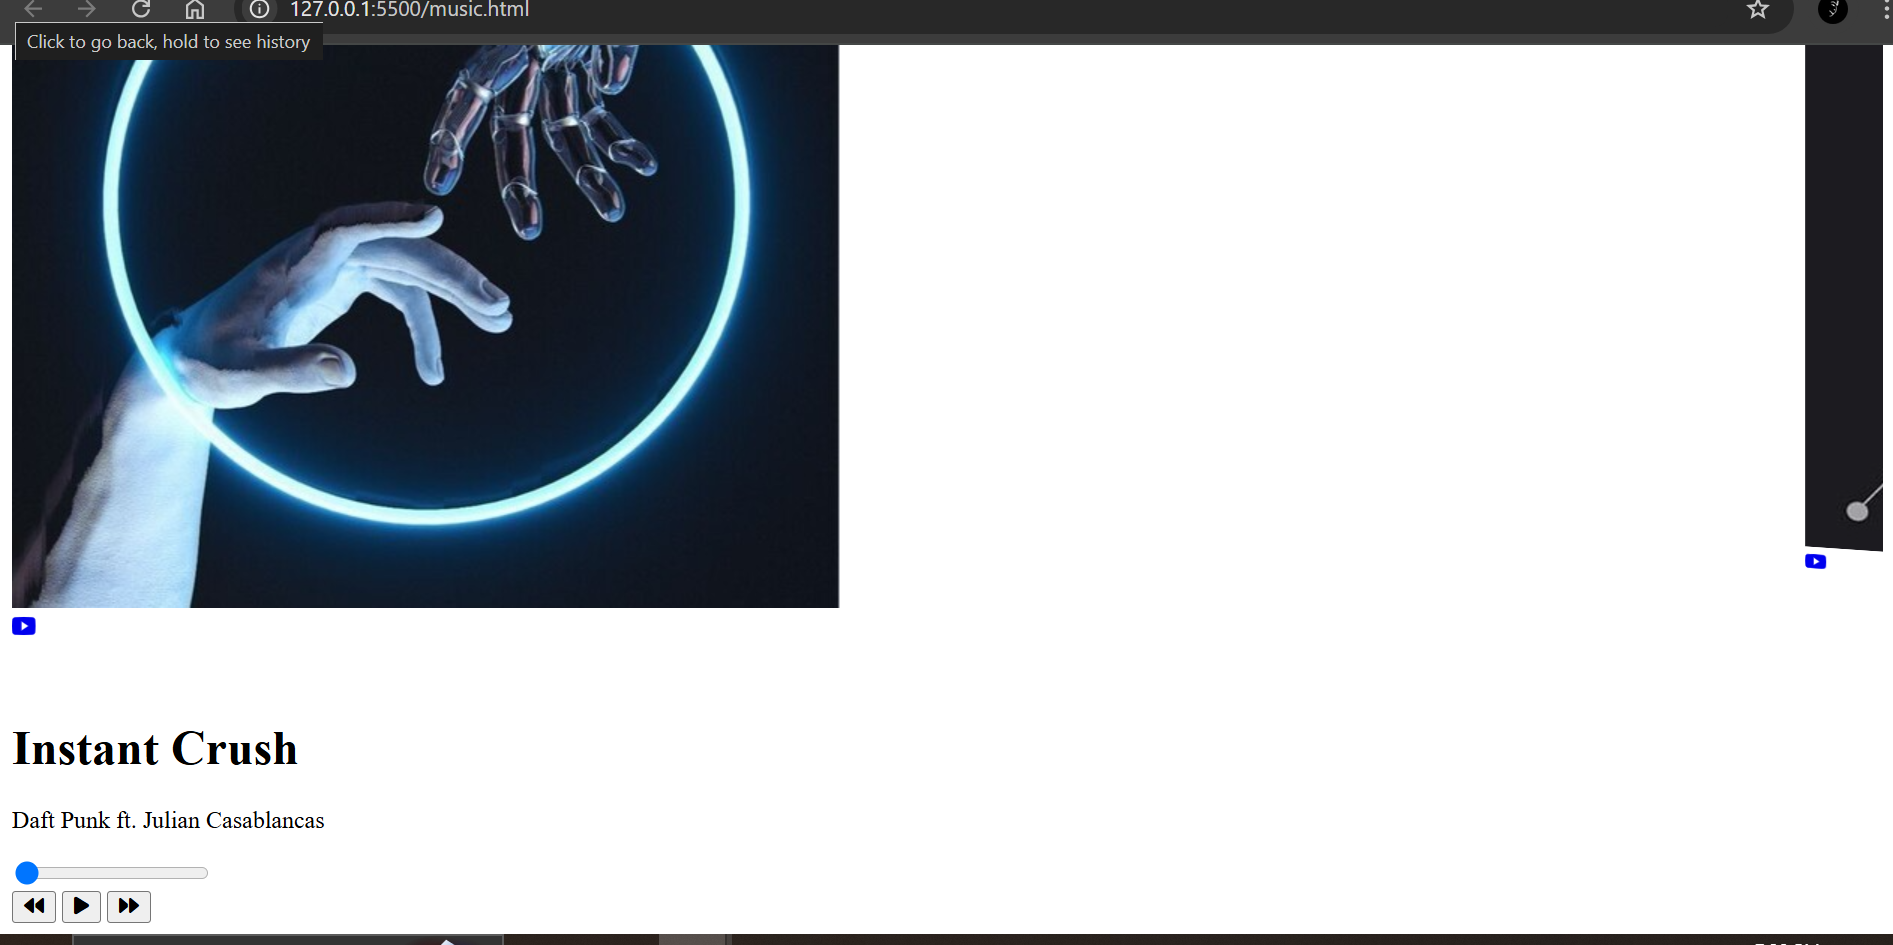 127.0.0.1:5500/music.html
Click to go back, hold to see history
Instant Crush
Daft Punk ft. Julian Casablancas